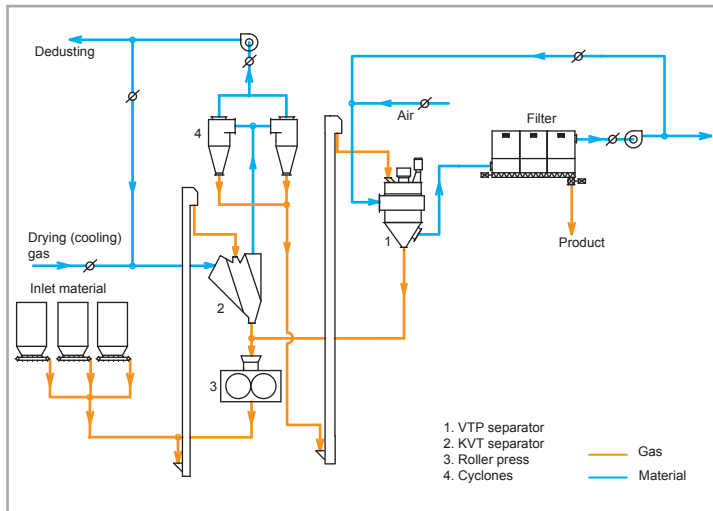 Dedusting
4
Air
Filter
1
Product
Drying (cooling)
gas
Inlet material
2
3
1. VTP separator
2. KVT separator
3. Roller press
4. Cyclones
Gas
Material